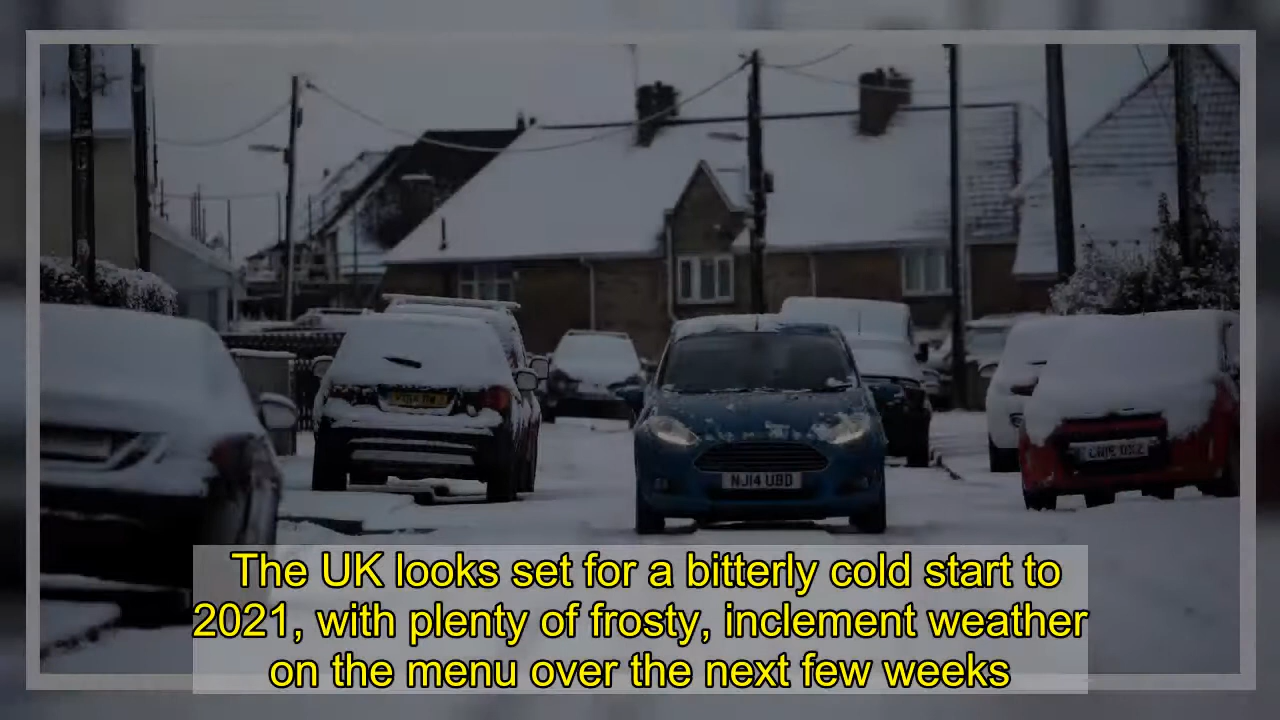 NJ14 UBD
The UK looks set for a bitterly cold start to
2021, with plenty of frosty, inclement weather
on the menu over the next few weeks